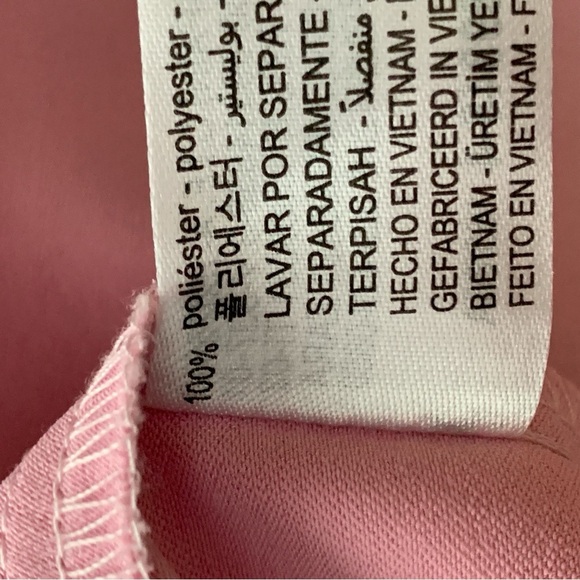 100% poliéster - polyester -
폴리에스터 - بوليستير -
LAVAR POR SEPAR
SEPARADAMENTE -
TERPISAH - منفصلاً
HECHO EN VIETNAM -
GEFABRICEERD IN VIE
BIETNAM - ÜRETİM YE
FEITO EN VIETNAM - F